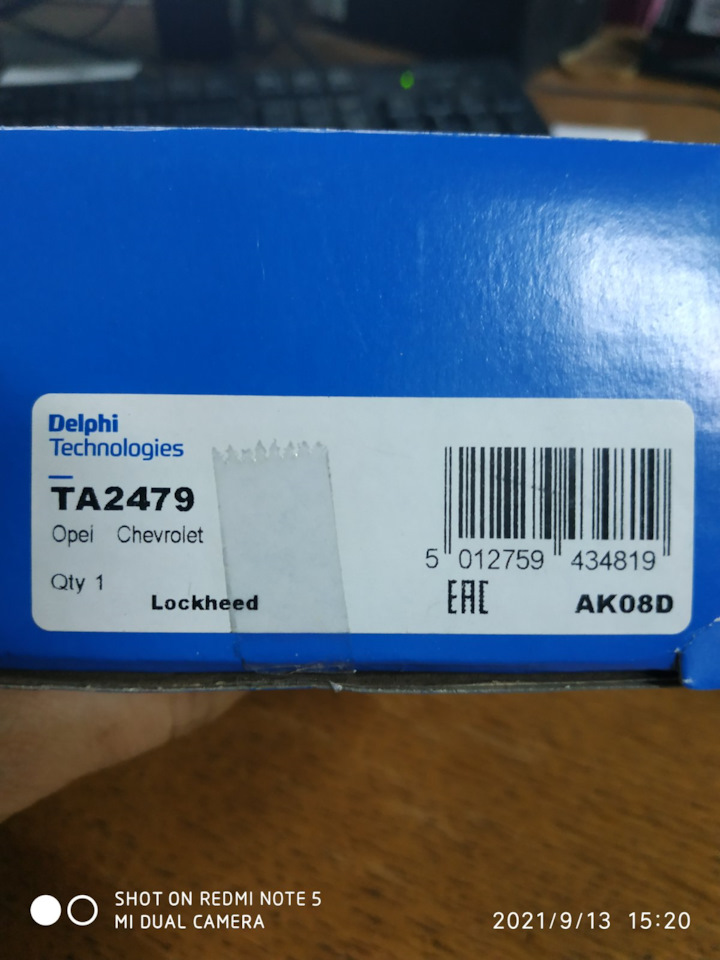 Delphi
Technologies
TA2479
Opel Chevrolet
Qty 1
Lockheed
5 012759 434819
EAC
AK08D
SHOT ON REDMI NOTE 5
MI DUAL CAMERA
2021/9/13 15:20